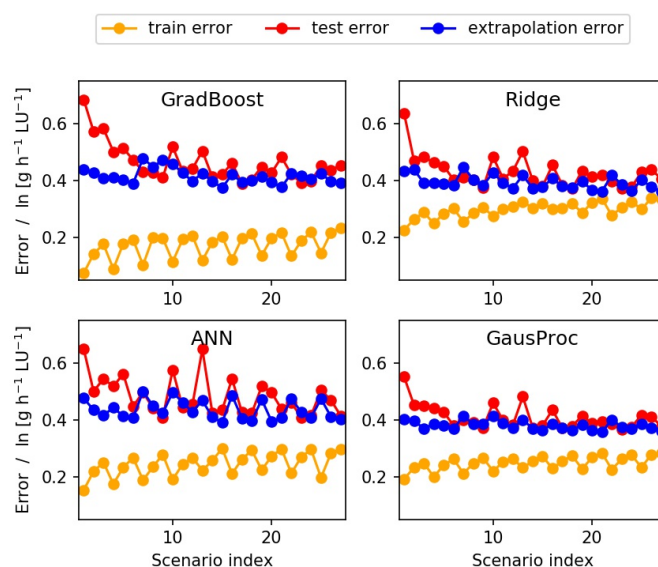 train error test error extrapolation error
GradBoost Ridge
Error / ln [g h⁻¹ LU⁻¹]
0.6 0.6
0.4 0.4
0.2 0.2
10 20 10 20
ANN GausProc
Error / ln [g h⁻¹ LU⁻¹]
0.6 0.6
0.4 0.4
0.2 0.2
10 20 10 20
Scenario index Scenario index